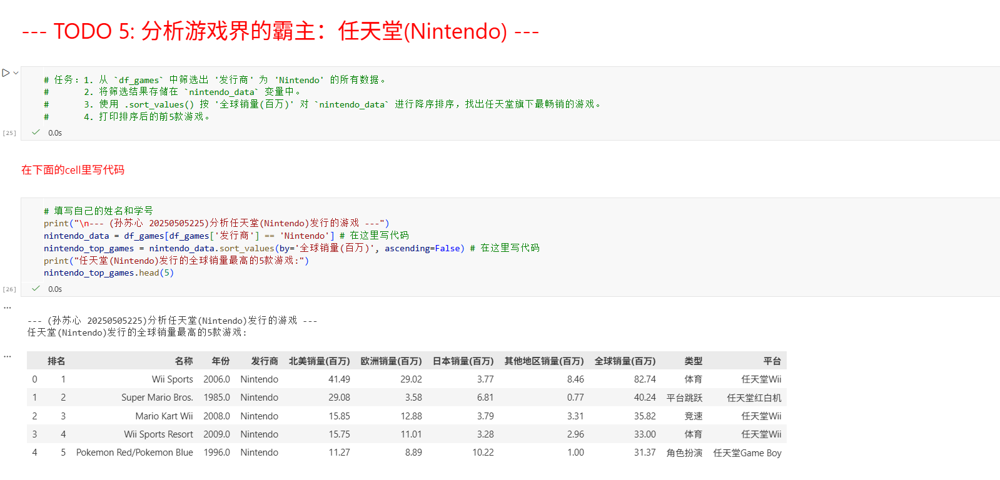 --- TODO 5: 分析游戏界的霸主：任天堂(Nintendo) ---
# 任务：1. 从 `df_games` 中筛选出 '发行商' 为 'Nintendo' 的所有数据。
#       2. 将筛选结果存储在 `nintendo_data` 变量中。
#       3. 使用 .sort_values() 按 '全球销量(百万)' 对 `nintendo_data` 进行降序排序，找出任天堂旗下最畅销的游戏。
#       4. 打印排序后的前5款游戏。
[25] 0.0s
在下面的cell里写代码
# 填写自己的姓名和学号
print("\n--- (孙苏心 20250505225)分析任天堂(Nintendo)发行的游戏 ---")
nintendo_data = df_games[df_games['发行商'] == 'Nintendo'] # 在这里写代码
nintendo_top_games = nintendo_data.sort_values(by='全球销量(百万)', ascending=False) # 在这里写代码
print("任天堂(Nintendo)发行的全球销量最高的5款游戏:")
nintendo_top_games.head(5)
[26] 0.0s
...
--- (孙苏心 20250505225)分析任天堂(Nintendo)发行的游戏 ---
任天堂(Nintendo)发行的全球销量最高的5款游戏:
...
排名 名称 年份 发行商 北美销量(百万) 欧洲销量(百万) 日本销量(百万) 其他地区销量(百万) 全球销量(百万) 类型 平台
0 1 Wii Sports 2006.0 Nintendo 41.49 29.02 3.77 8.46 82.74 体育 任天堂Wii
1 2 Super Mario Bros. 1985.0 Nintendo 29.08 3.58 6.81 0.77 40.24 平台跳跃 任天堂红白机
2 3 Mario Kart Wii 2008.0 Nintendo 15.85 12.88 3.79 3.31 35.82 竞速 任天堂Wii
3 4 Wii Sports Resort 2009.0 Nintendo 15.75 11.01 3.28 2.96 33.00 体育 任天堂Wii
4 5 Pokemon Red/Pokemon Blue 1996.0 Nintendo 11.27 8.89 10.22 1.00 31.37 角色扮演 任天堂Game Boy